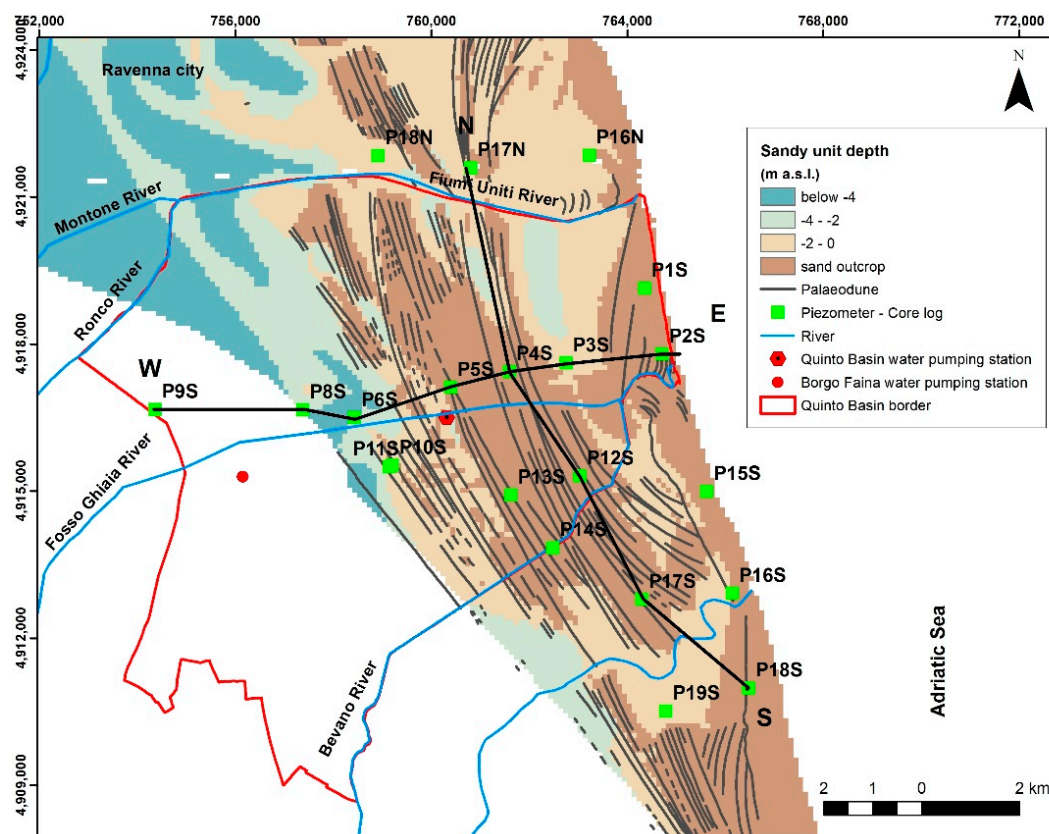 752,000 756,000 760,000 764,000 768,000 772,000
4,924,000
4,921,000
4,918,000
4,915,000
4,912,000
4,909,000
Ravenna city
N
P18N
P17N
P16N
Fiumi Uniti River
Montone River
Ronco River
P1S
E
P2S
P3S
P4S
P5S
W
P9S
P8S
P6S
P11S
P10S
P12S
P13S
P15S
Fosso Ghiaia River
P14S
P17S
P16S
P18S
P19S
S
Bevano River
Adriatic Sea
N
Sandy unit depth
(m a.s.l.)
below -4
-4 - -2
-2 - 0
sand outcrop
Palaeodune
Piezometer - Core log
River
Quinto Basin water pumping station
Borgo Faina water pumping station
Quinto Basin border
2 1 0 2 km